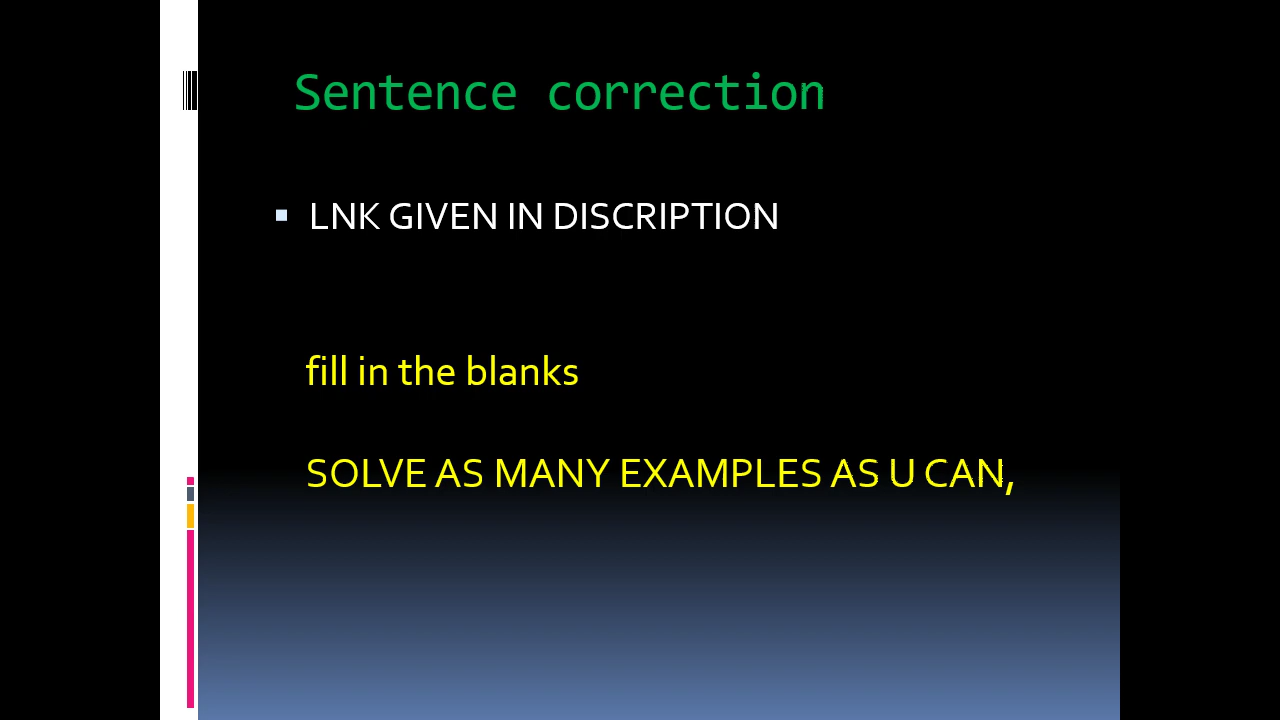 Sentence correction
LNK GIVEN IN DISCRIPTION
fill in the blanks
SOLVE AS MANY EXAMPLES AS U CAN,